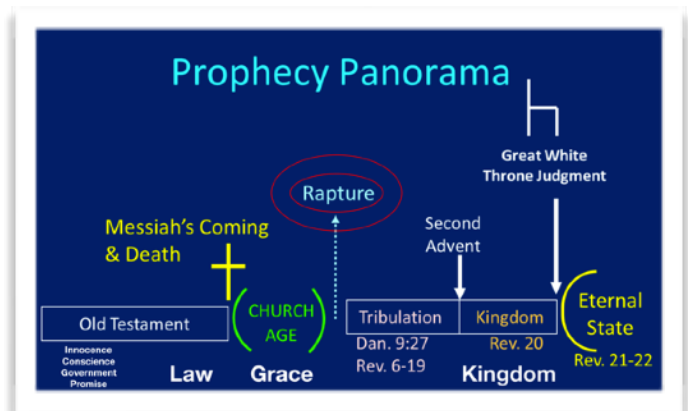 Prophecy Panorama
Great White
Throne Judgment
Rapture
Messiah's Coming
& Death
Second
Advent
Old Testament
CHURCH
AGE
Tribulation
Kingdom
Eternal
State
Dan. 9:27
Rev. 6-19
Rev. 20
Rev. 21-22
Innocence
Conscience
Government
Promise
Law
Grace
Kingdom